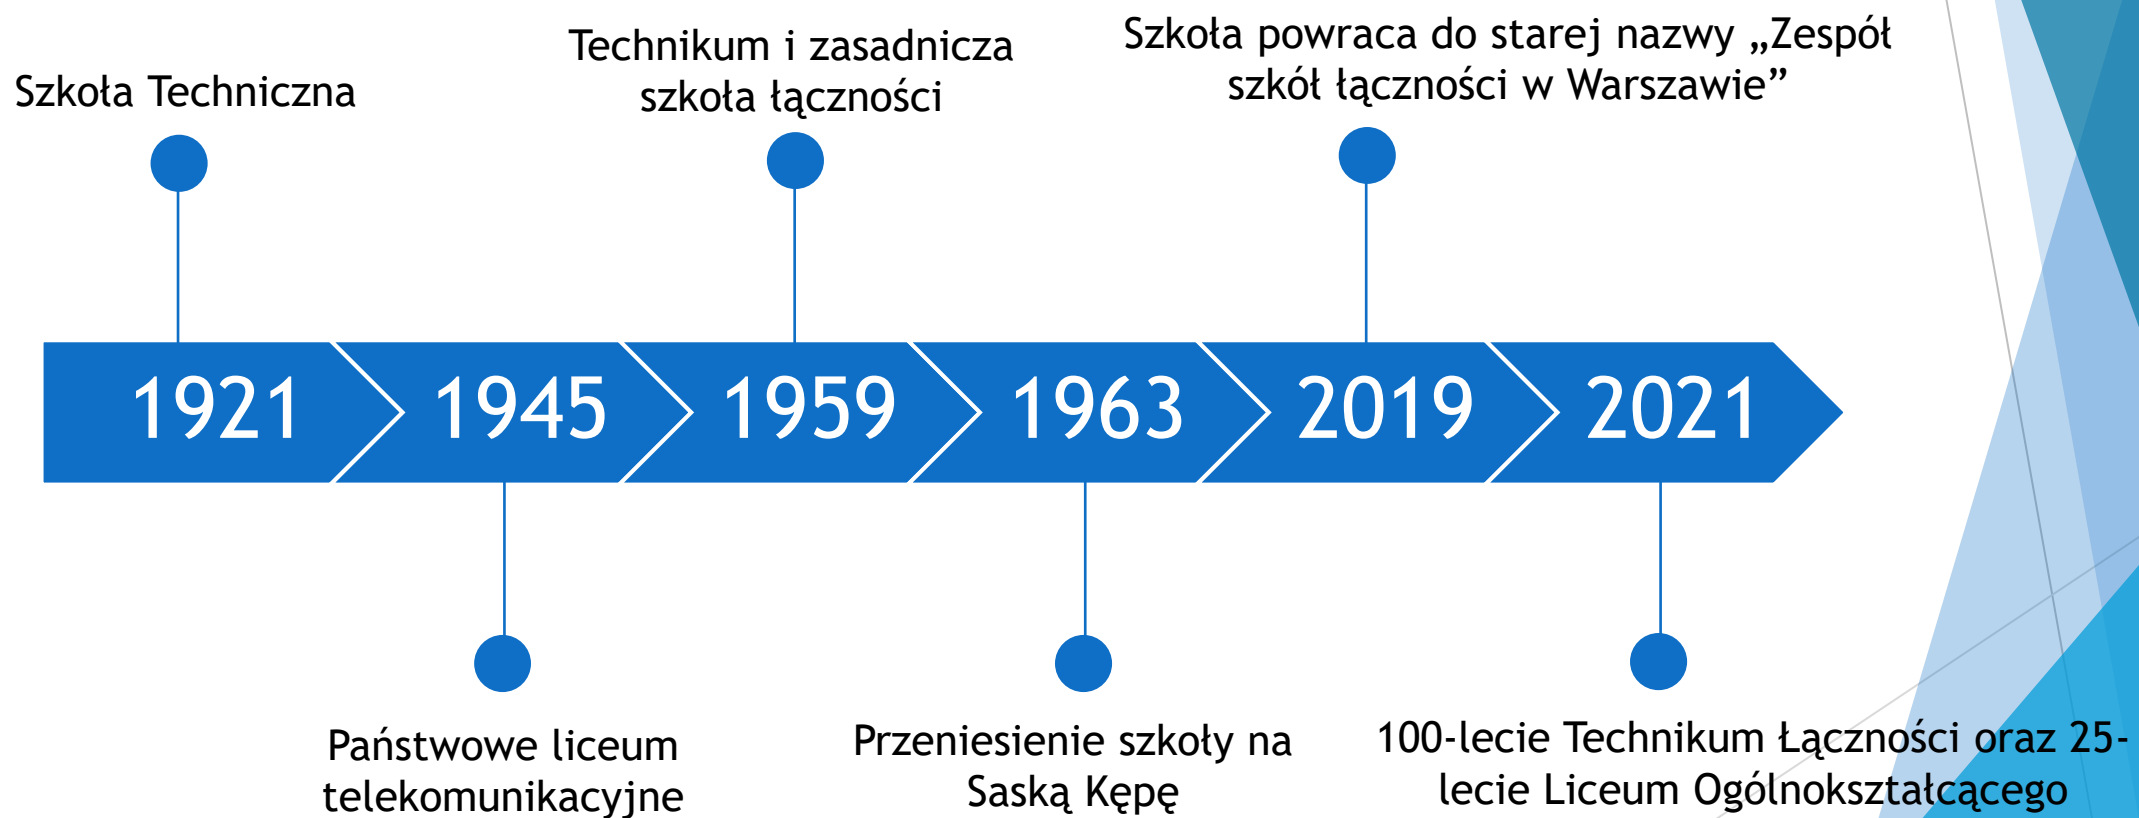 Szkoła Techniczna
Technikum i zasadnicza
szkoła łączności
Szkoła powraca do starej nazwy „Zespół
szkół łączności w Warszawie”
1921
1945
1959
1963
2019
2021
Państwowe liceum
telekomunikacyjne
Przeniesienie szkoły na
Saską Kępę
100-lecie Technikum Łączności oraz 25-
lecie Liceum Ogólnokształcącego